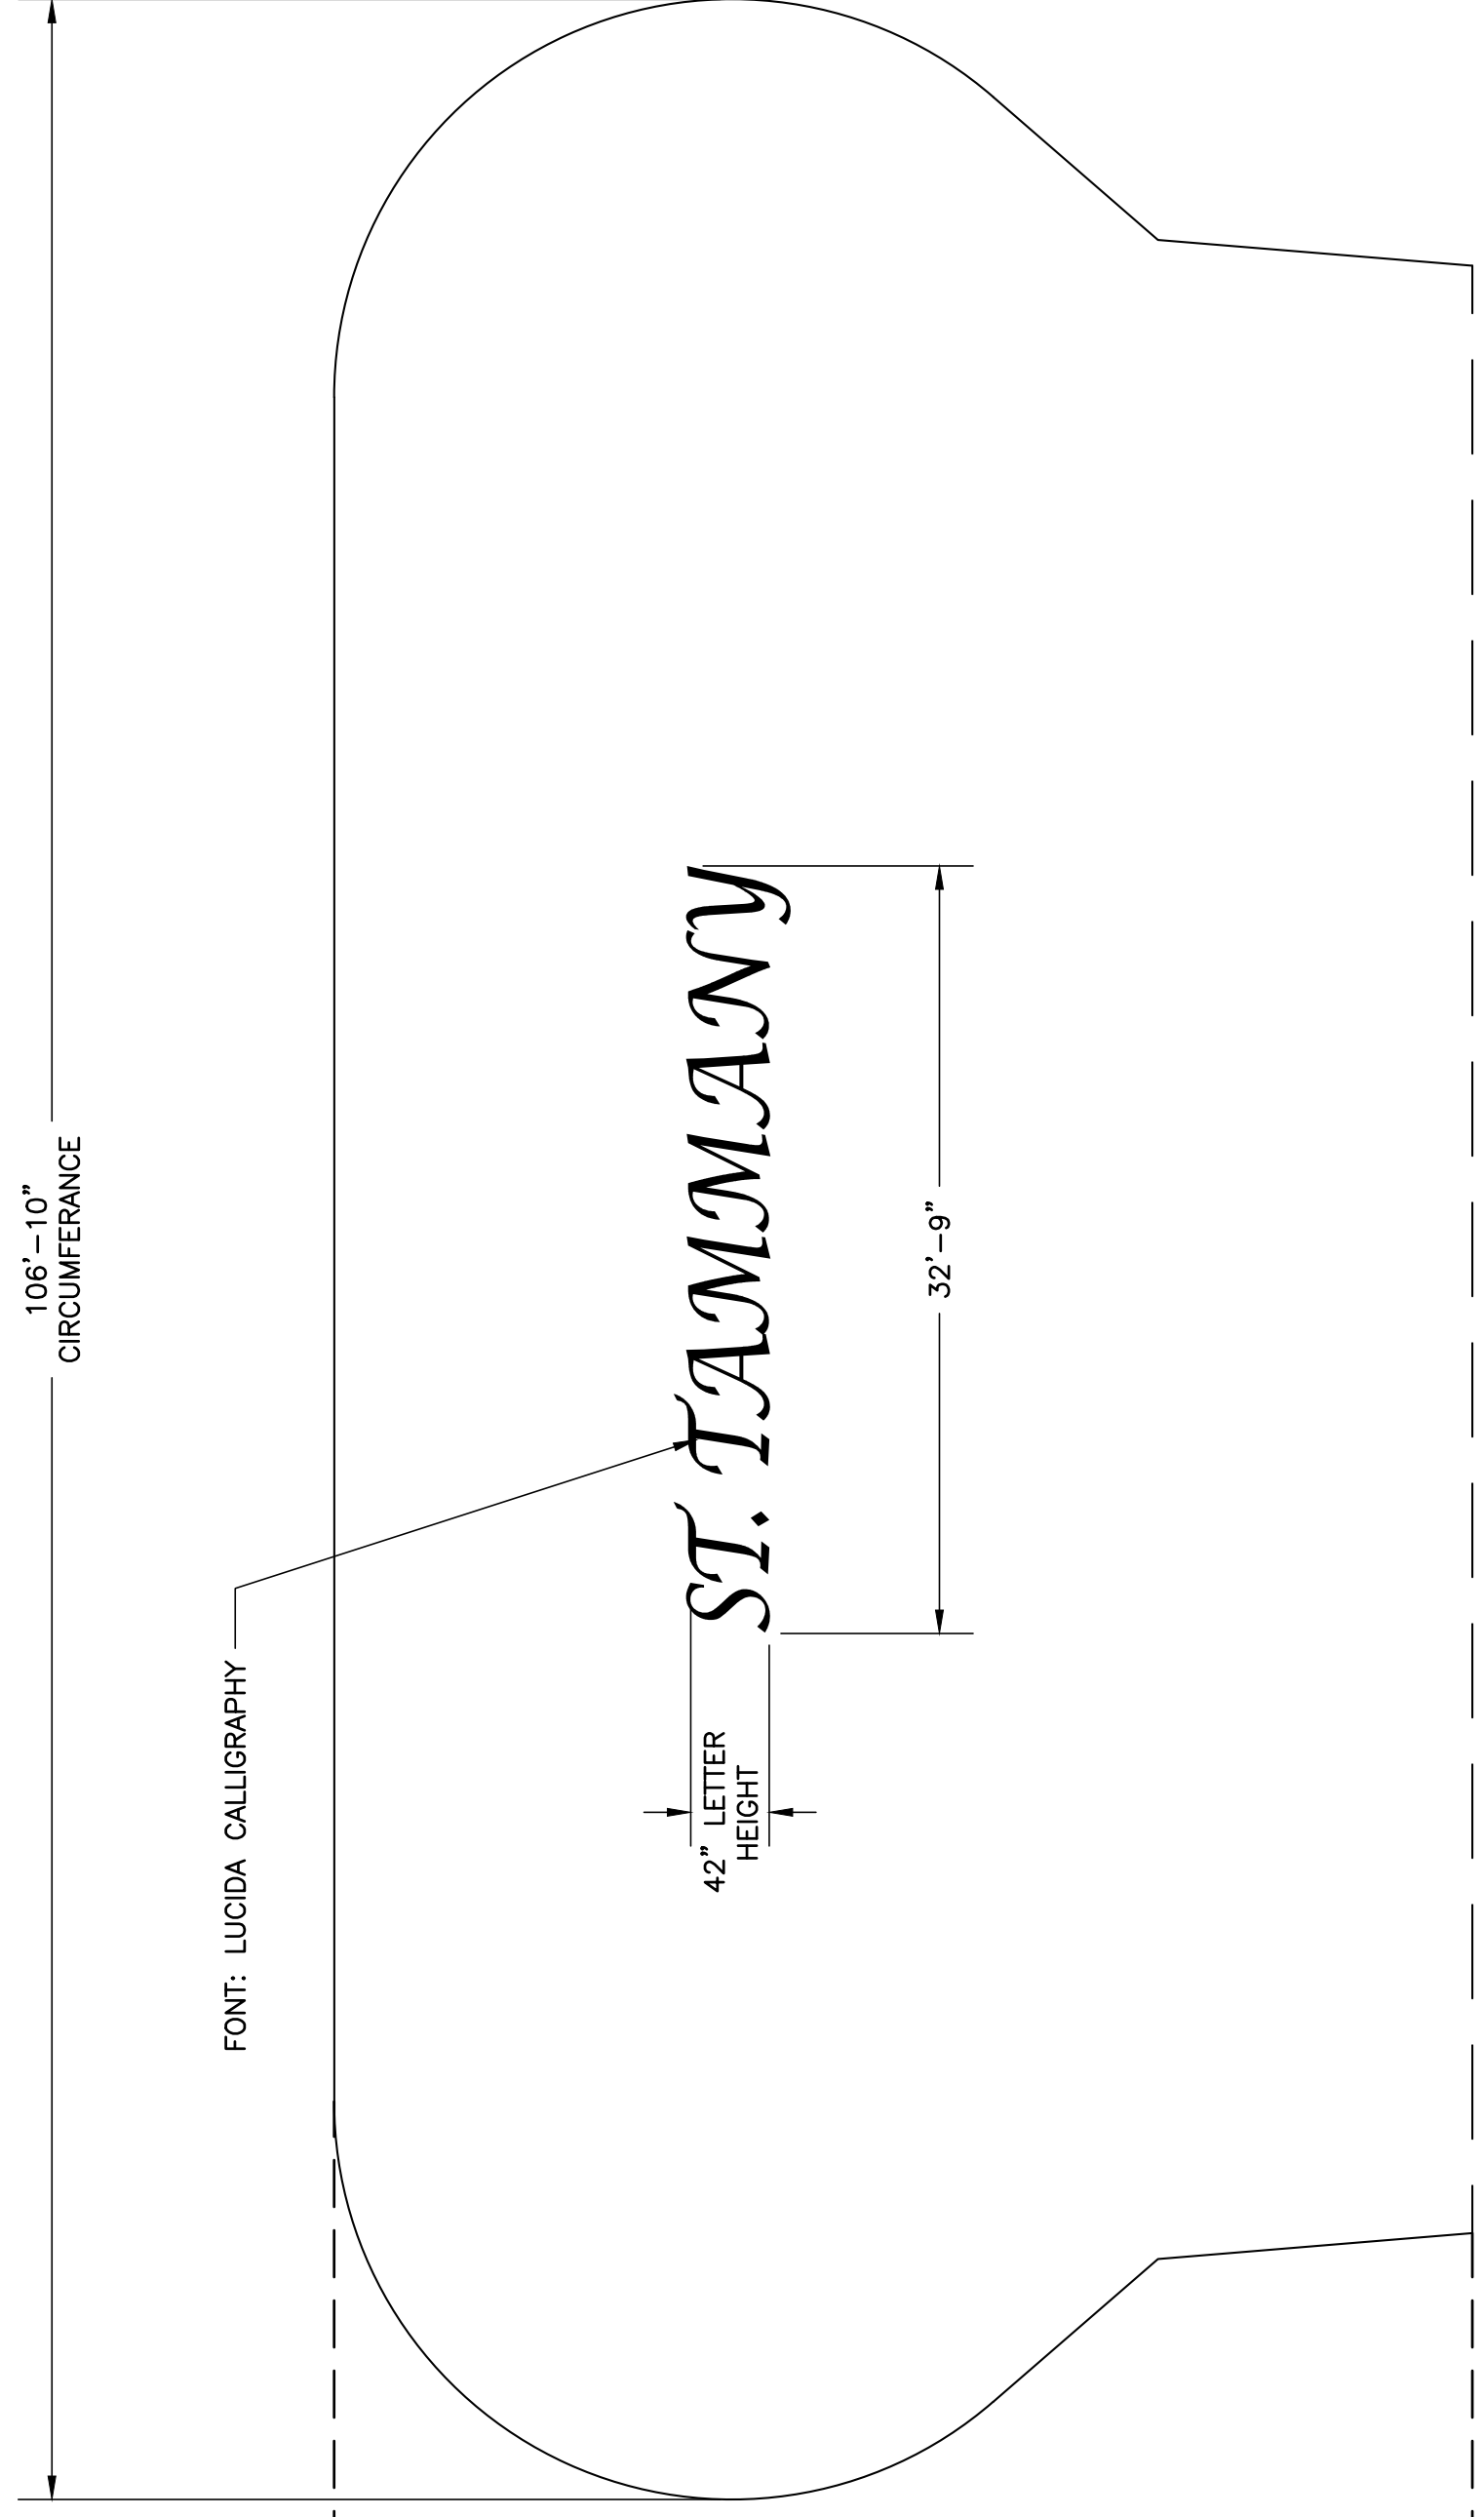 106'-10"
CIRCUMFERANCE
FONT: LUCIDA CALLIGRAPHY
ST. TAMMANY
42" LETTER
HEIGHT
32'-9"